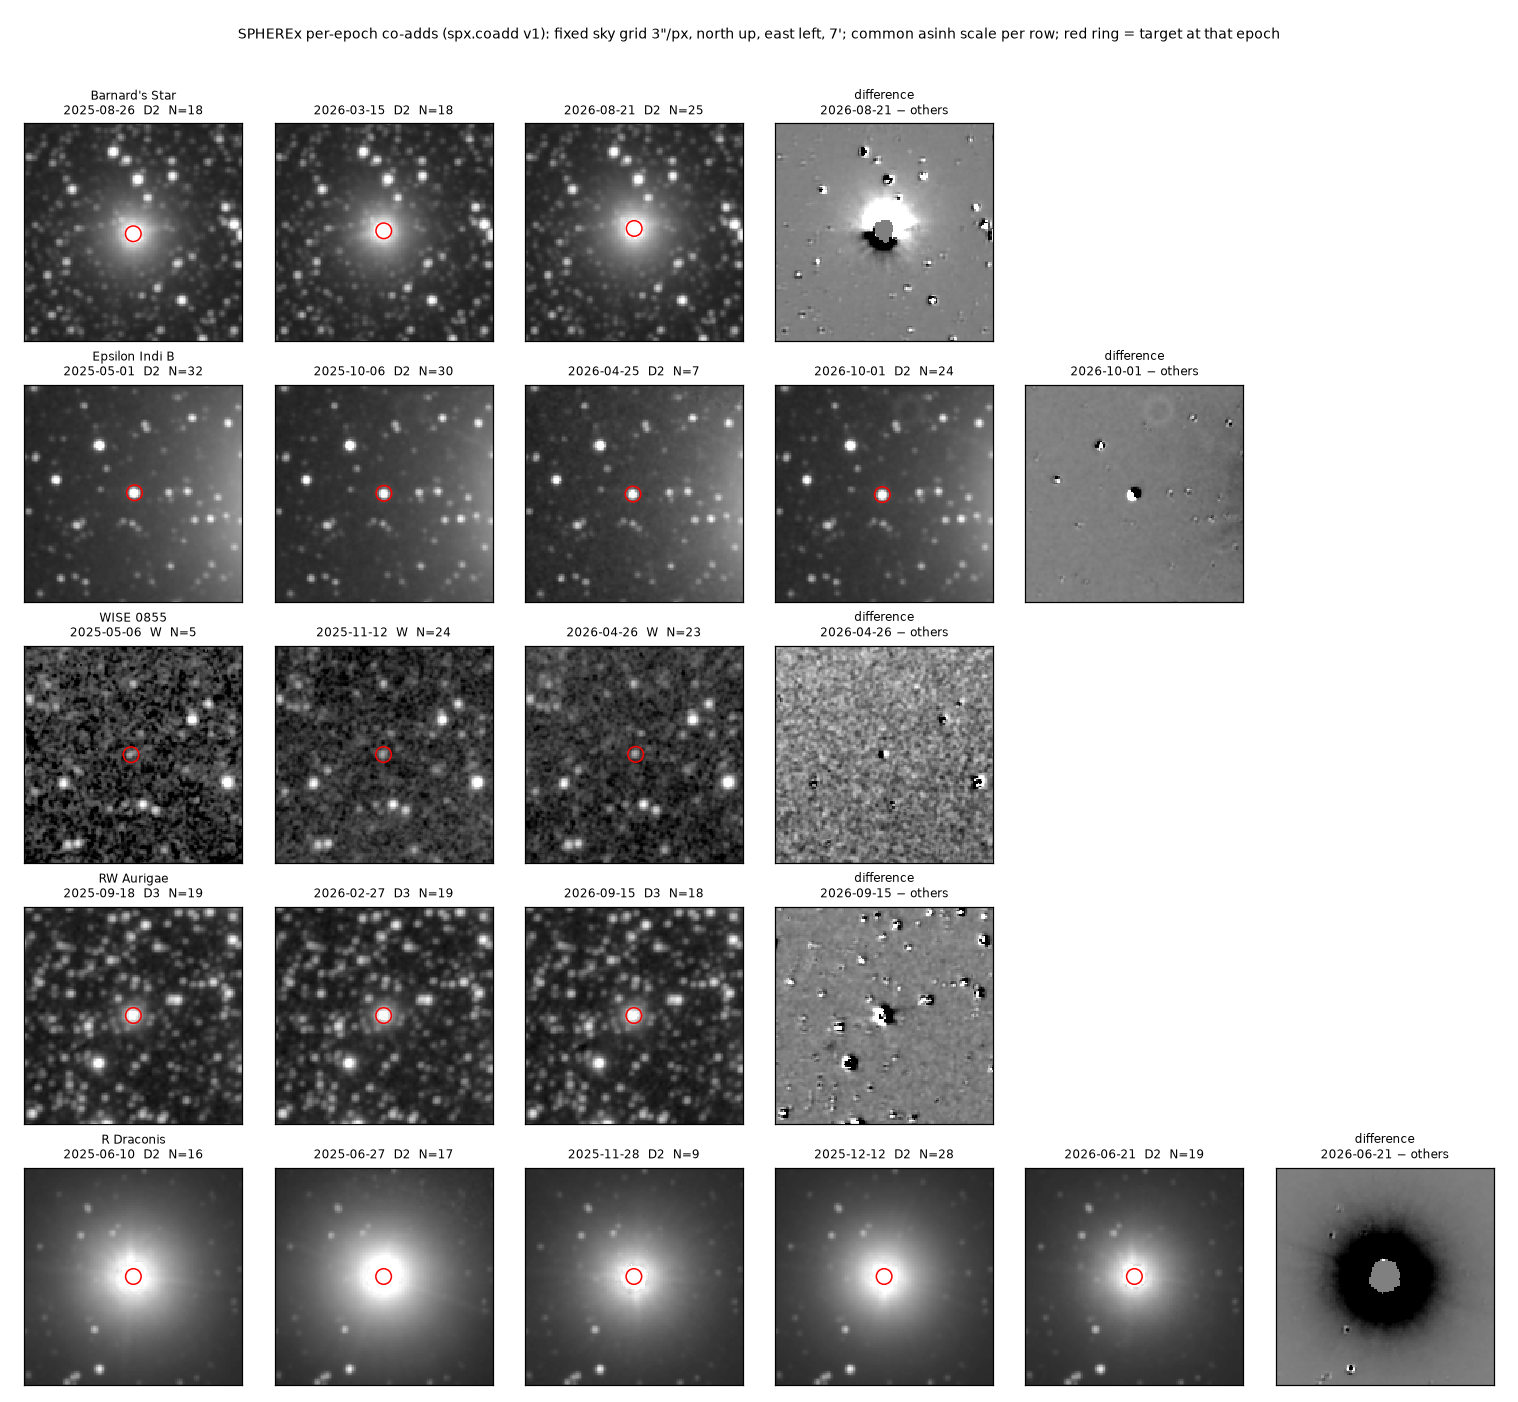 SPHEREx per-epoch co-adds (spx.coadd v1): fixed sky grid 3"/px, north up, east left, 7'; common asinh scale per row; red ring = target at that epoch
Barnard's Star
2025-08-26 D2 N=18
2026-03-15 D2 N=18
2026-08-21 D2 N=25
difference
2026-08-21 − others
Epsilon Indi B
2025-05-01 D2 N=32
2025-10-06 D2 N=30
2026-04-25 D2 N=7
2026-10-01 D2 N=24
difference
2026-10-01 − others
WISE 0855
2025-05-06 W N=5
2025-11-12 W N=24
2026-04-26 W N=23
difference
2026-04-26 − others
RW Aurigae
2025-09-18 D3 N=19
2026-02-27 D3 N=19
2026-09-15 D3 N=18
difference
2026-09-15 − others
R Draconis
2025-06-10 D2 N=16
2025-06-27 D2 N=17
2025-11-28 D2 N=9
2025-12-12 D2 N=28
2026-06-21 D2 N=19
difference
2026-06-21 − others